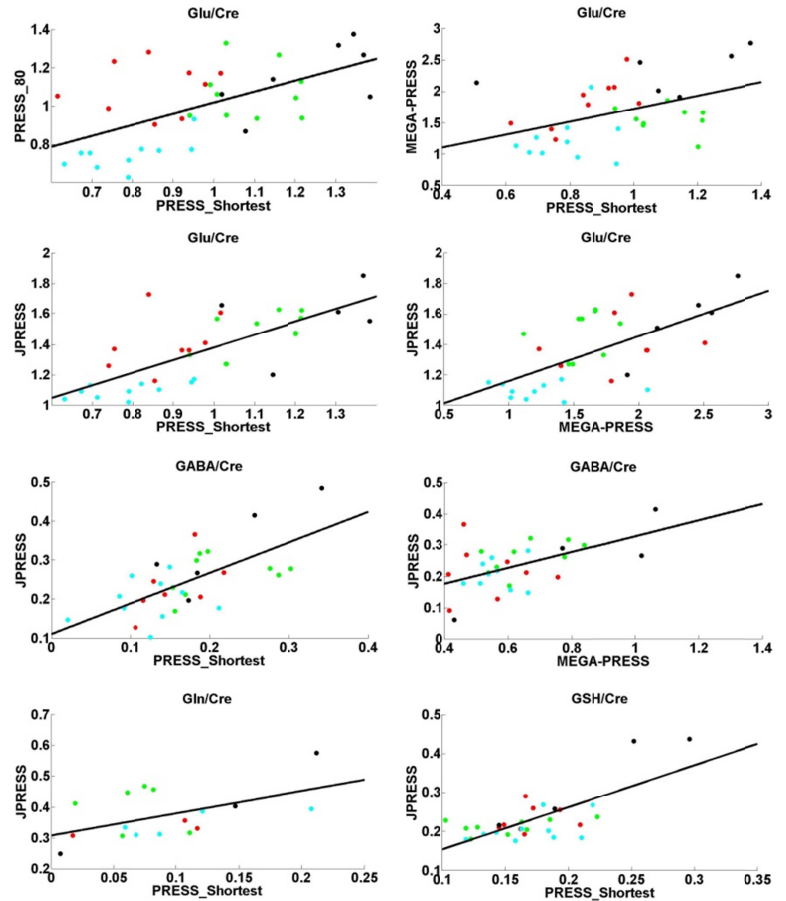 Glu/Cre
PRESS_80
1.4
1.2
1
0.8
0.7 0.8 0.9 1 1.1 1.2 1.3
PRESS_Shortest
Glu/Cre
MEGA-PRESS
3
2.5
2
1.5
1
0.5
0.4 0.6 0.8 1 1.2 1.4
PRESS_Shortest
Glu/Cre
JPRESS
2
1.8
1.6
1.4
1.2
1
0.7 0.8 0.9 1 1.1 1.2 1.3
PRESS_Shortest
Glu/Cre
JPRESS
2
1.8
1.6
1.4
1.2
1
0.5 1 1.5 2 2.5 3
MEGA-PRESS
GABA/Cre
JPRESS
0.5
0.4
0.3
0.2
0.1
0 0.1 0.2 0.3 0.4
PRESS_Shortest
GABA/Cre
JPRESS
0.5
0.4
0.3
0.2
0.1
0
0.4 0.6 0.8 1 1.2 1.4
MEGA-PRESS
Gln/Cre
JPRESS
0.7
0.6
0.5
0.4
0.3
0.2
0 0.05 0.1 0.15 0.2 0.25
PRESS_Shortest
GSH/Cre
JPRESS
0.5
0.4
0.3
0.2
0.1
0.1 0.15 0.2 0.25 0.3 0.35
PRESS_Shortest